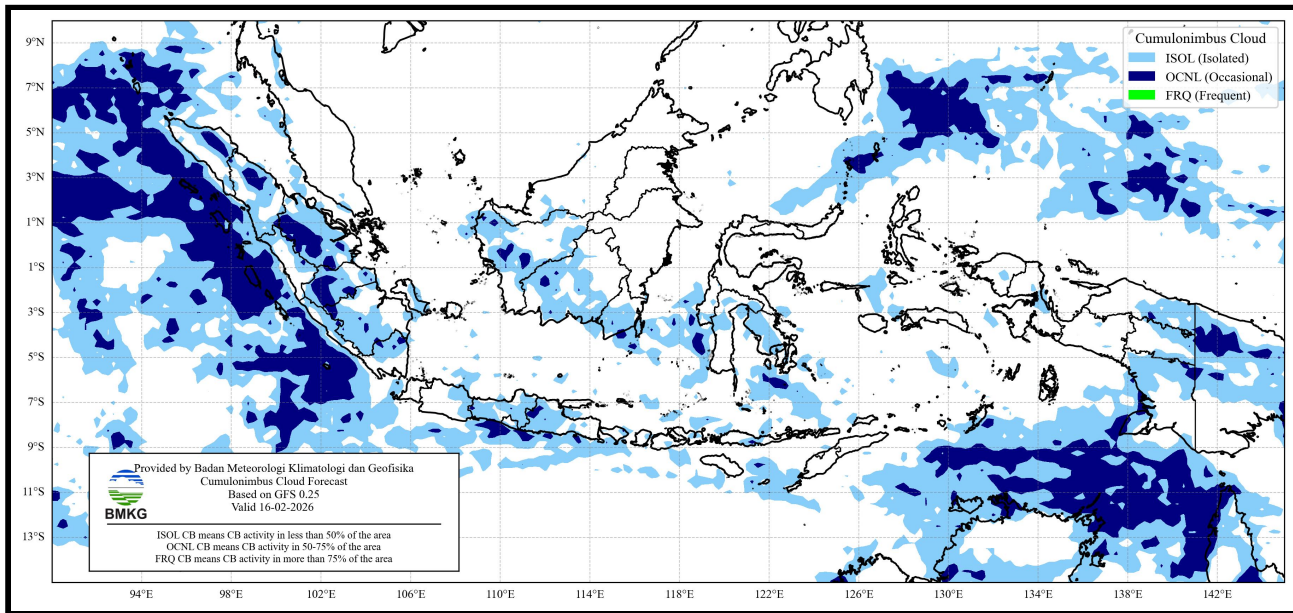 Cumulonimbus Cloud
ISOL (Isolated)
OCNL (Occasional)
FRQ (Frequent)
9°N
7°N
5°N
3°N
1°N
1°S
3°S
5°S
7°S
9°S
11°S
13°S
Provided by Badan Meteorologi Klimatologi dan Geofisika
Cumulonimbus Cloud Forecast
Based on GFS 0.25
Valid 16-02-2026
BMKG
ISOL CB means CB activity in less than 50% of the area
OCNL CB means CB activity in 50-75% of the area
FRQ CB means CB activity in more than 75% of the area
94°E 98°E 102°E 106°E 110°E 114°E 118°E 122°E 126°E 130°E 134°E 138°E 142°E